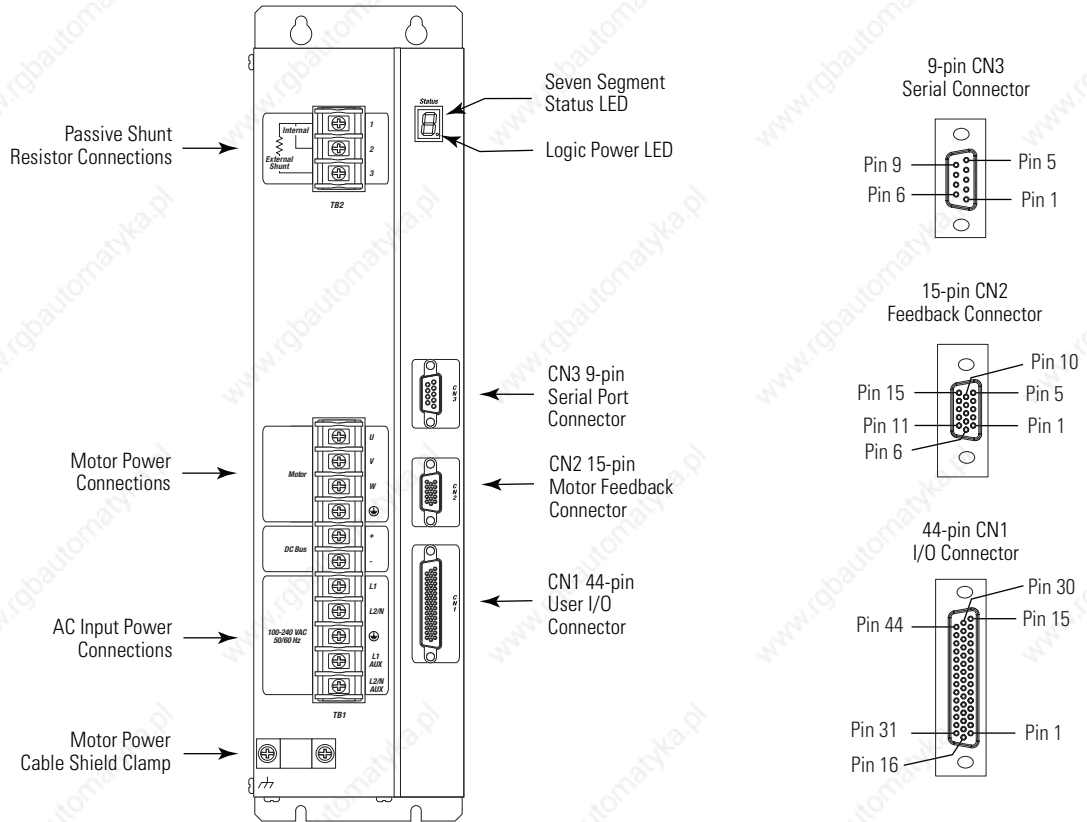 Passive Shunt
Resistor Connections
Internal
External
Shunt
1
2
3
TB2
Status
Seven Segment
Status LED
Logic Power LED
CN3
CN3 9-pin
Serial Port
Connector
Motor Power
Connections
Motor
U
V
W
DC Bus
+
-
CN2
CN2 15-pin
Motor Feedback
Connector
AC Input Power
Connections
100-240 VAC
50/60 Hz
L1
L2/N
L1
AUX
L2/N
AUX
TB1
CN1
CN1 44-pin
User I/O
Connector
Motor Power
Cable Shield Clamp
9-pin CN3
Serial Connector
Pin 9
Pin 5
Pin 6
Pin 1
15-pin CN2
Feedback Connector
Pin 10
Pin 15
Pin 5
Pin 11
Pin 1
Pin 6
44-pin CN1
I/O Connector
Pin 30
Pin 15
Pin 44
Pin 31
Pin 1
Pin 16
www.rgbautomatyka.pl